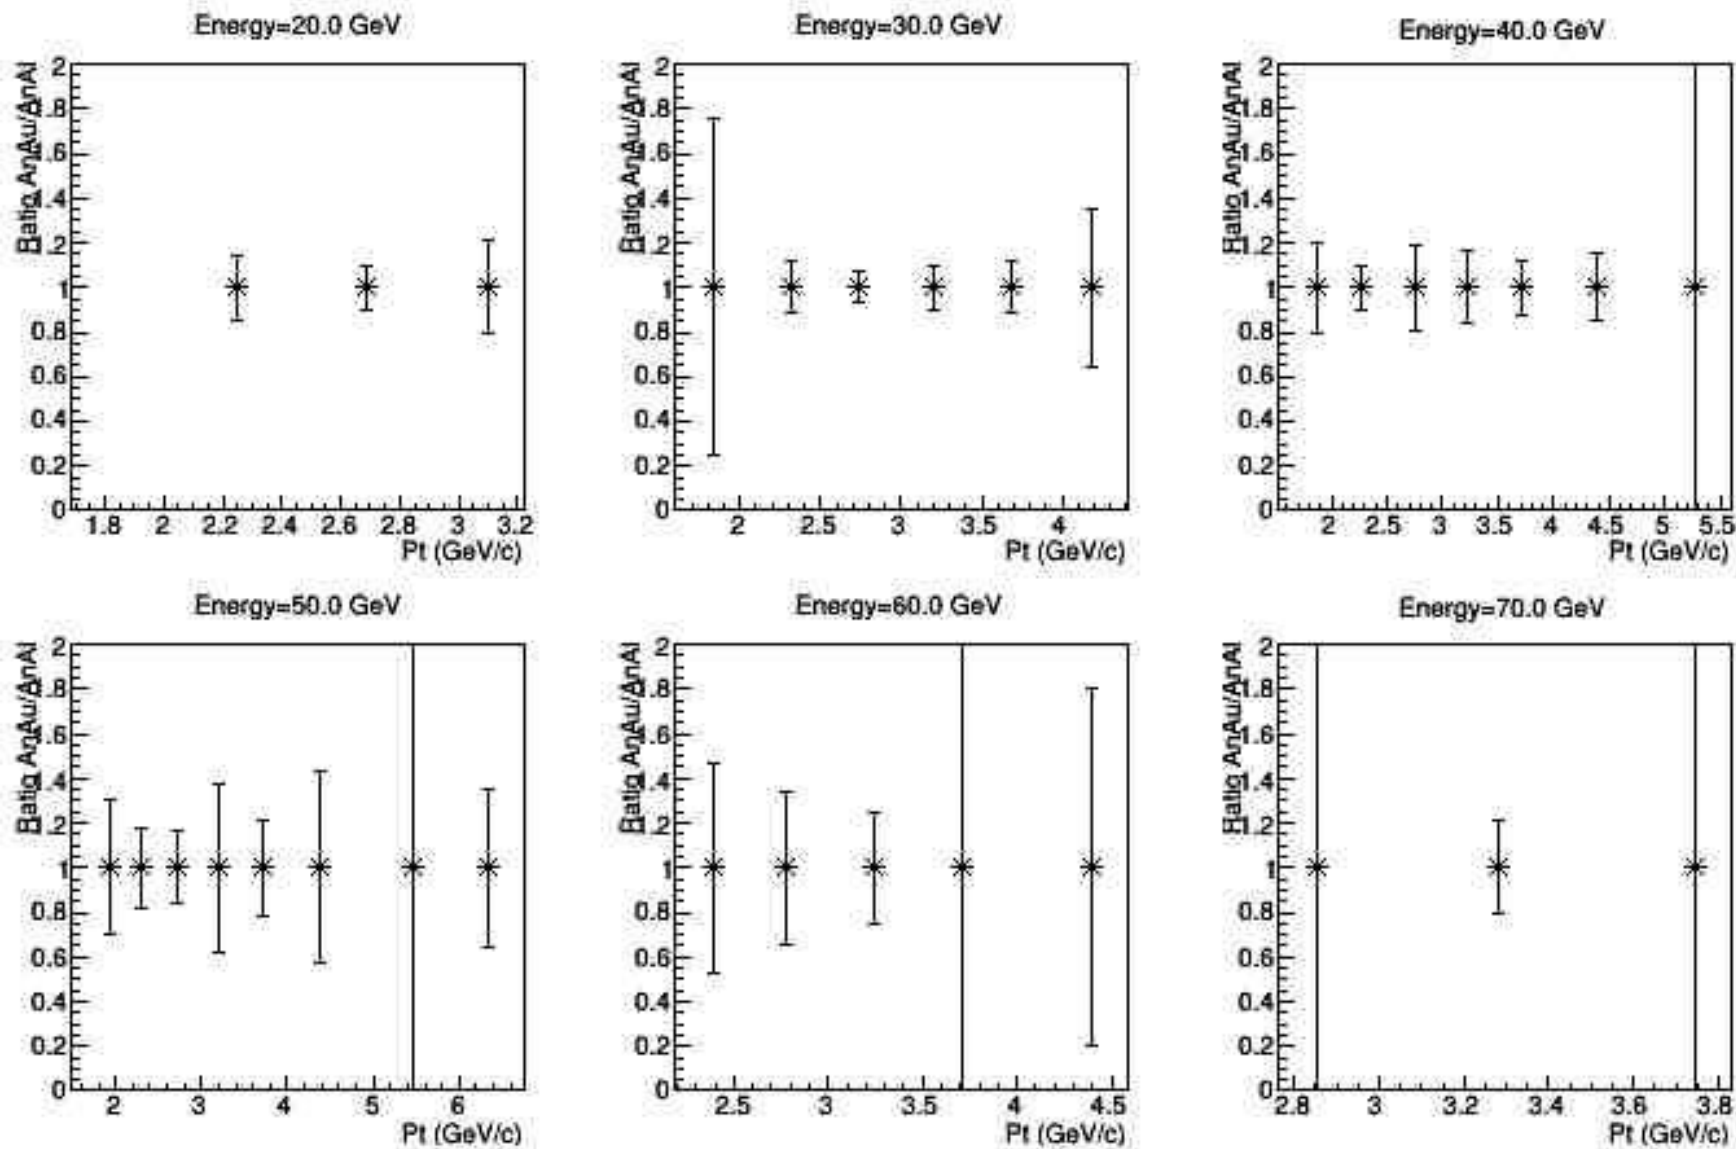 Energy=20.0 GeV
Ratio AnAu/AnAl
2
1.8
1.6
1.4
1.2
1
0.8
0.6
0.4
0.2
0
1.8 2 2.2 2.4 2.6 2.8 3 3.2
Pt (GeV/c)
Energy=30.0 GeV
Ratio AnAu/AnAl
2
1.8
1.6
1.4
1.2
1
0.8
0.6
0.4
0.2
0
2 2.5 3 3.5 4
Pt (GeV/c)
Energy=40.0 GeV
Ratio AnAu/AnAl
2
1.8
1.6
1.4
1.2
1
0.8
0.6
0.4
0.2
0
2 2.5 3 3.5 4 4.5 5 5.5
Pt (GeV/c)
Energy=50.0 GeV
Ratio AnAu/AnAl
2
1.8
1.6
1.4
1.2
1
0.8
0.6
0.4
0.2
0
2 3 4 5 6
Pt (GeV/c)
Energy=60.0 GeV
Ratio AnAu/AnAl
2
1.8
1.6
1.4
1.2
1
0.8
0.6
0.4
0.2
0
2.5 3 3.5 4 4.5
Pt (GeV/c)
Energy=70.0 GeV
Ratio AnAu/AnAl
2
1.8
1.6
1.4
1.2
1
0.8
0.6
0.4
0.2
0
2.8 3 3.2 3.4 3.6 3.8
Pt (GeV/c)